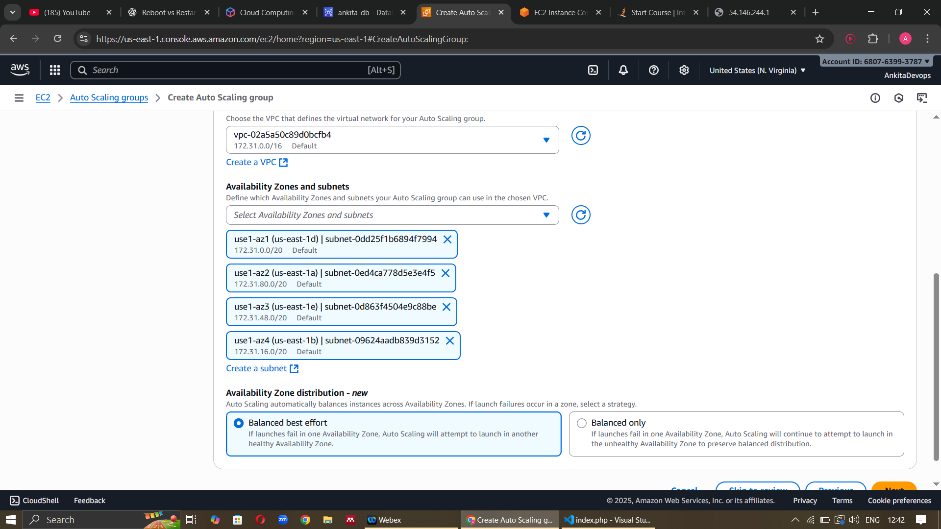 (185) YouTube
Reboot vs Resta
Cloud Computin
ankita_db - Data
Create Auto Sca
EC2 Instance Co
Start Course | In
54.146.244.1
https://us-east-1.console.aws.amazon.com/ec2/home?region=us-east-1#CreateAutoScalingGroup:
A
aws
Search
[Alt+S]
United States (N. Virginia)
Account ID: 6807-6399-3787
AnkitaDevops
EC2 > Auto Scaling groups > Create Auto Scaling group
Choose the VPC that defines the virtual network for your Auto Scaling group.
vpc-02a5a50c89d0bcfb4
172.31.0.0/16 Default
Create a VPC
Availability Zones and subnets
Define which Availability Zones and subnets your Auto Scaling group can use in the chosen VPC.
Select Availability Zones and subnets
use1-az1 (us-east-1d) | subnet-0dd25f1b6894f7994
172.31.0.0/20 Default
use1-az2 (us-east-1a) | subnet-0ed4ca778d5e3e4f5
172.31.80.0/20 Default
use1-az3 (us-east-1e) | subnet-0d863f4504e9c88be
172.31.48.0/20 Default
use1-az4 (us-east-1b) | subnet-09624aadb839d3152
172.31.16.0/20 Default
Create a subnet
Availability Zone distribution - new
Auto Scaling automatically balances instances across Availability Zones. If launch failures occur in a zone, select a strategy.
Balanced best effort
If launches fail in one Availability Zone, Auto Scaling will attempt to launch in another
healthy Availability Zone.
Balanced only
If launches fail in one Availability Zone, Auto Scaling will continue to attempt to launch in
the unhealthy Availability Zone to preserve balanced distribution.
Cancel
Skip to review
Previous
Next
CloudShell
Feedback
© 2025, Amazon Web Services, Inc. or its affiliates.
Privacy
Terms
Cookie preferences
Search
Webex
Create Auto Scaling g...
index.php - Visual Stu...
ENG
12:42